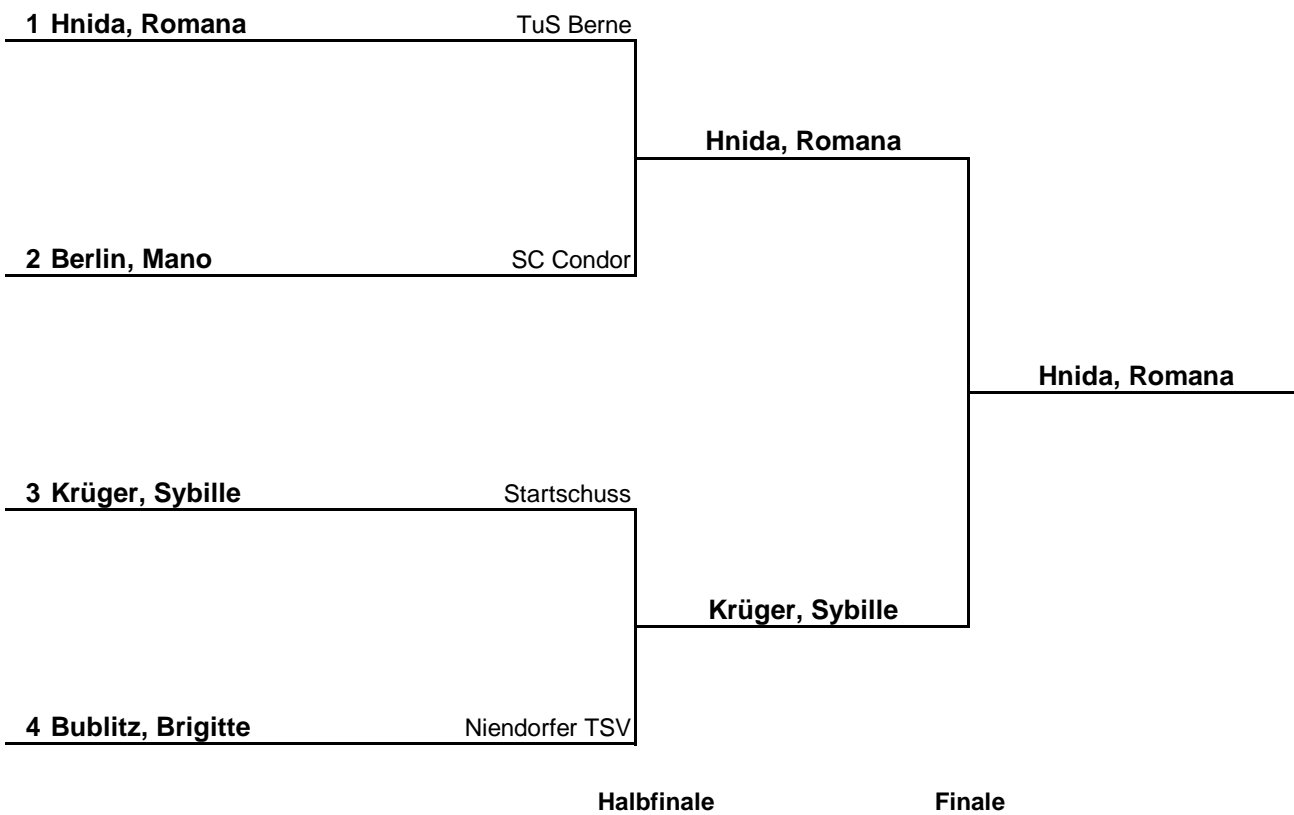 1 Hnida, Romana TuS Berne
Hnida, Romana
2 Berlin, Mano SC Condor
Hnida, Romana
3 Krüger, Sybille Startschuss
Krüger, Sybille
4 Bublitz, Brigitte Niendorfer TSV
Halbfinale Finale